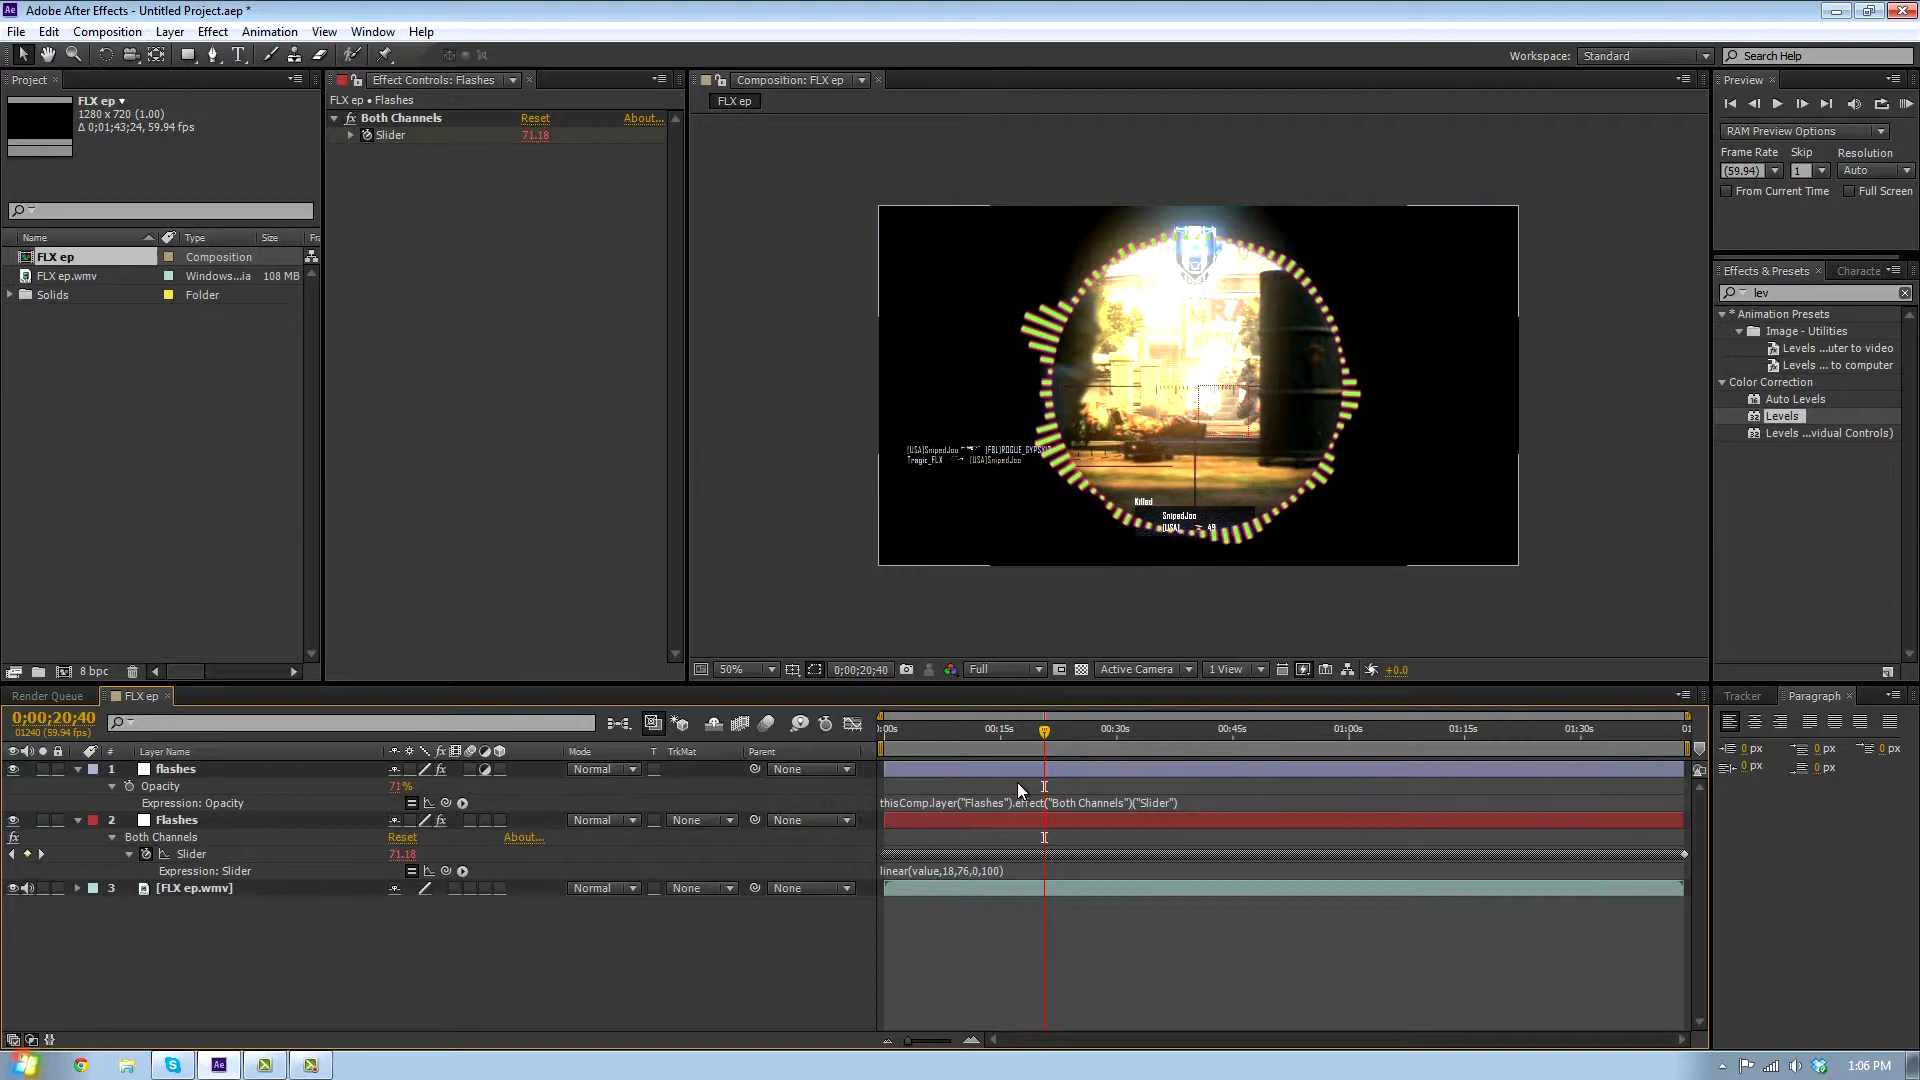 Adobe After Effects - Untitled Project.aep *
File Edit Composition Layer Effect Animation View Window Help
Workspace: Standard Search Help
Project
FLX ep
1280 x 720 (1.00)
Δ 0;01;43;24, 59.94 fps
Name Type Size
FLX ep Composition
FLX ep.wmv Windows...ia 108 MB
Solids Folder
8 bpc
Effect Controls: Flashes
FLX ep • Flashes
Both Channels Reset About...
Slider 71.18
Composition: FLX ep
FLX ep
Killed
SnipedJoo
[USA]SnipedJoo
Tragic_FLX [USA]SnipedJoo
[USA] 49
50% 0;00;20;40 Full Active Camera 1 View +0.0
Preview
RAM Preview Options
Frame Rate Skip Resolution
(59.94) 1 Auto
From Current Time Full Screen
Effects & Presets Characte
lev
* Animation Presets
Image - Utilities
Levels ...uter to video
Levels ... to computer
Color Correction
Auto Levels
Levels
Levels ...vidual Controls)
Render Queue FLX ep
0;00;20;40
01240 (59.94 fps)
0:00s 00:15s 00:30s 00:45s 01:00s 01:15s 01:30s 01
# Layer Name Mode T TrkMat Parent
1 flashes Normal None
Opacity 71%
Expression: Opacity thisComp.layer("Flashes").effect("Both Channels")("Slider")
2 Flashes Normal None None
Both Channels Reset About...
Slider 71.18
Expression: Slider linear(value,18,76,0,100)
3 [FLX ep.wmv] Normal None None
Tracker Paragraph
0 px 0 px 0 px
0 px 0 px
1:06 PM